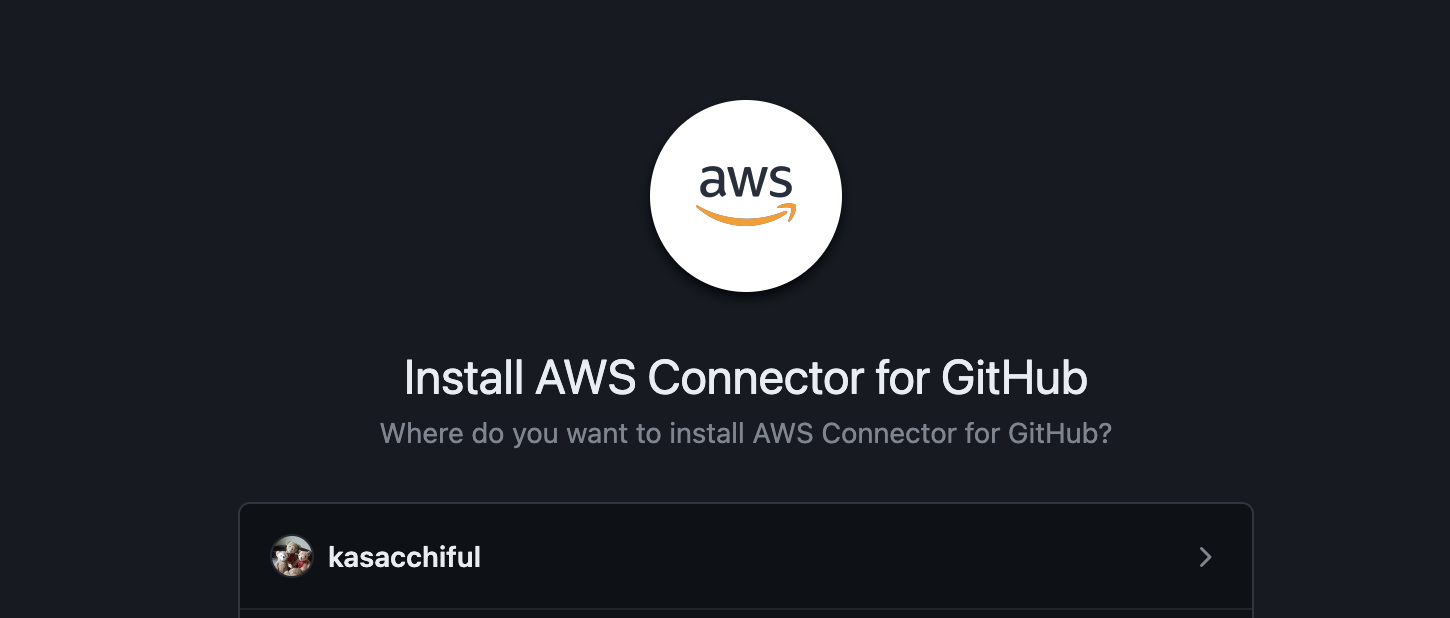 aws
Install AWS Connector for GitHub
Where do you want to install AWS Connector for GitHub?
kasacchiful